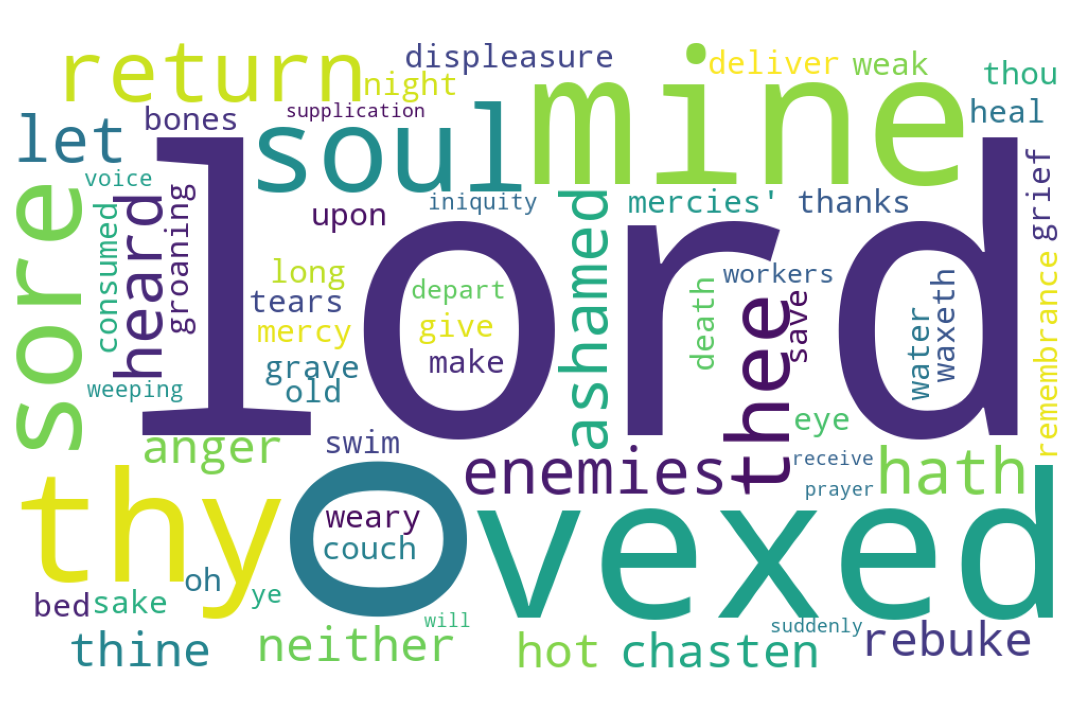 displeasure
return
mine
deliver
weak
thou
night
supplication
bones
heal
let
soul
lord
voice
sore
consumed
heard
groaning
upon
iniquity
ashamed
mercies'
thanks
grief
long
tears
mercy
depart
give
make
workers
death
thee
save
water
waxeth
remembrance
grave
old
weeping
swim
eye
anger
enemies
receive
prayer
hath
thy
o
vexed
weary
couch
oh
ye
bed
sake
will
suddenly
thine
neither
hot
chasten
rebuke